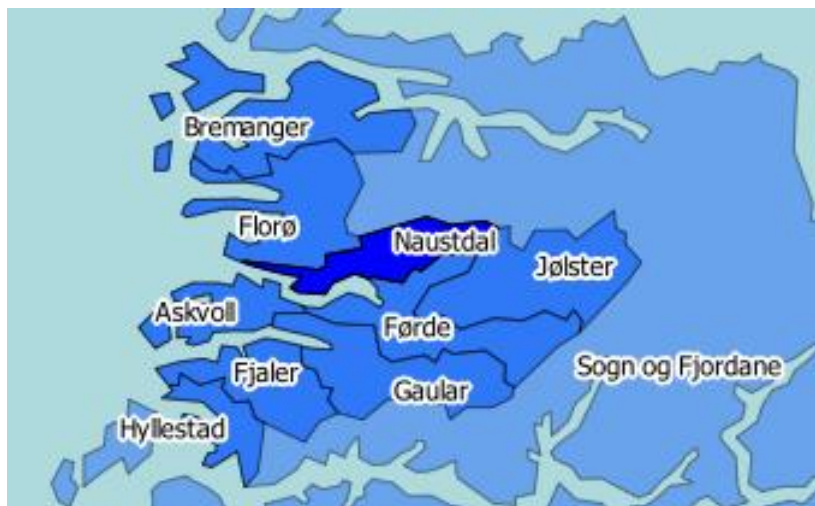 Bremanger
Florø
Naustdal
Jølster
Askvoll
Førde
Sogn og Fjordane
Fjaler
Gaular
Hyllestad